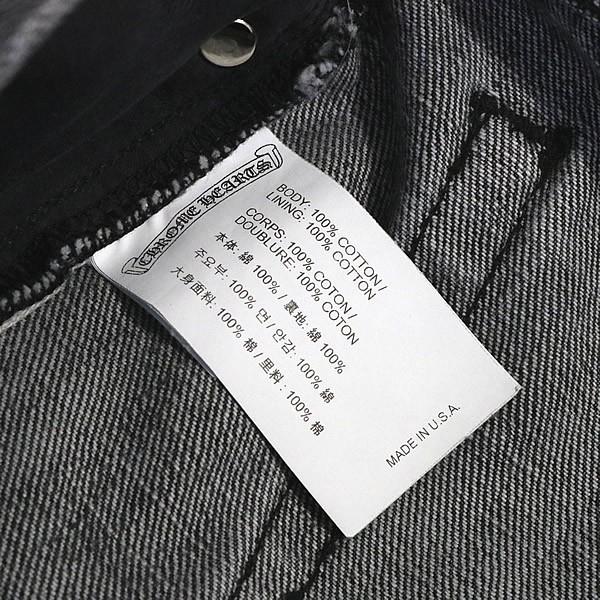 CHROME HEARTS
BODY: 100% COTTON/
LINING: 100% COTTON
CORPS: 100% COTON/
DOUBLURE: 100% COTON
本体: 綿 100%/ 裏地: 綿 100%
주요부: 100% 면 / 안감: 100% 綿
大身面料: 100% 棉 / 里料: 100% 棉
MADE IN U.S.A.